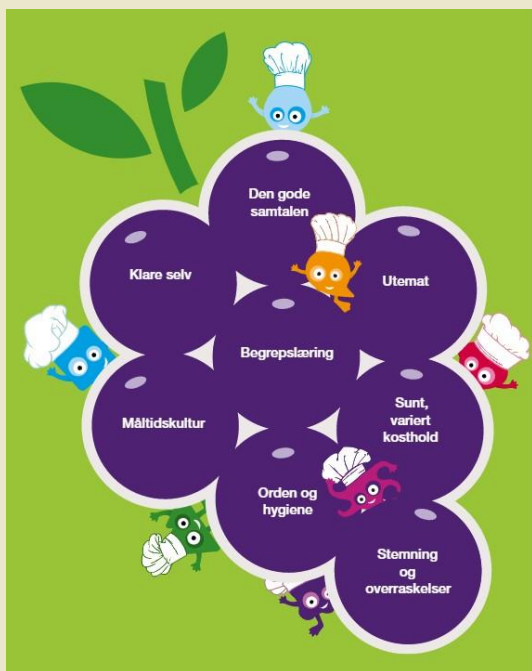 Den gode
samtalen
Klare selv
Utemat
Begrepslæring
Måltidskultur
Sunt,
variert
kosthold
Orden og
hygiene
Stemning
og
overraskelser